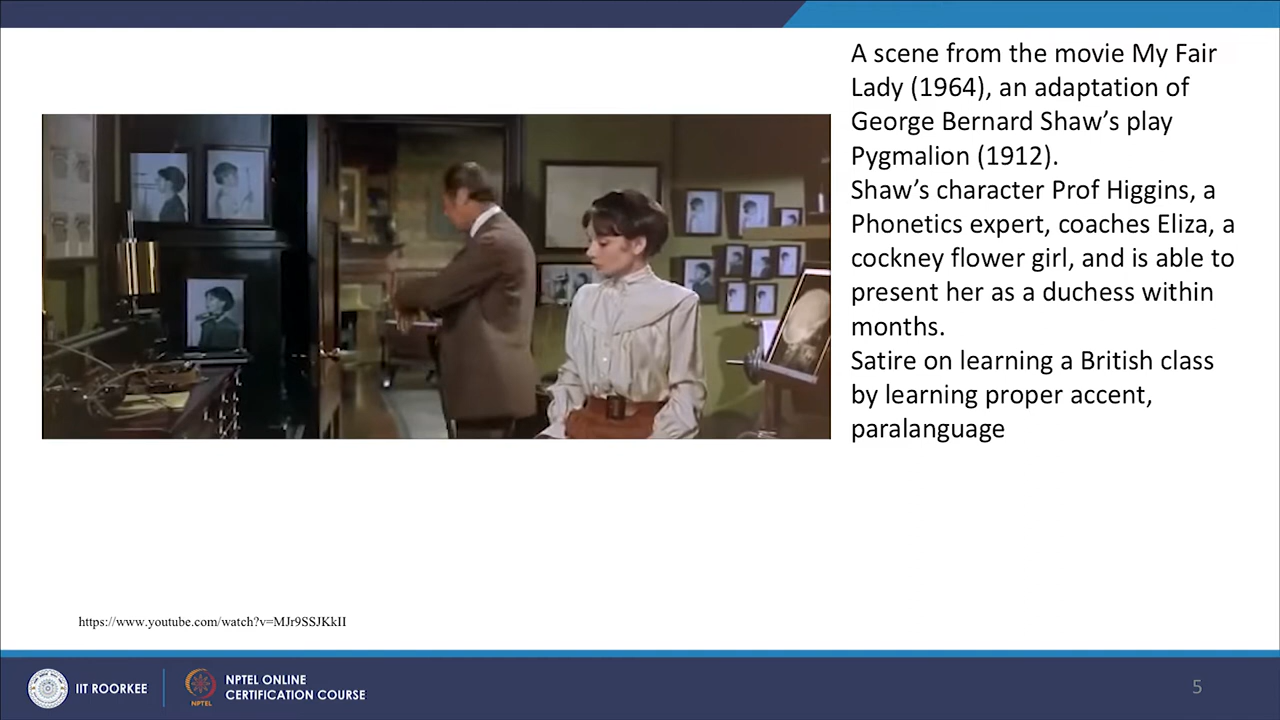 A scene from the movie My Fair
Lady (1964), an adaptation of
George Bernard Shaw’s play
Pygmalion (1912).
Shaw’s character Prof Higgins, a
Phonetics expert, coaches Eliza, a
cockney flower girl, and is able to
present her as a duchess within
months.
Satire on learning a British class
by learning proper accent,
paralanguage
https://www.youtube.com/watch?v=MJr9SSJKkII
IIT ROORKEE
NPTEL
NPTEL ONLINE
CERTIFICATION COURSE
5